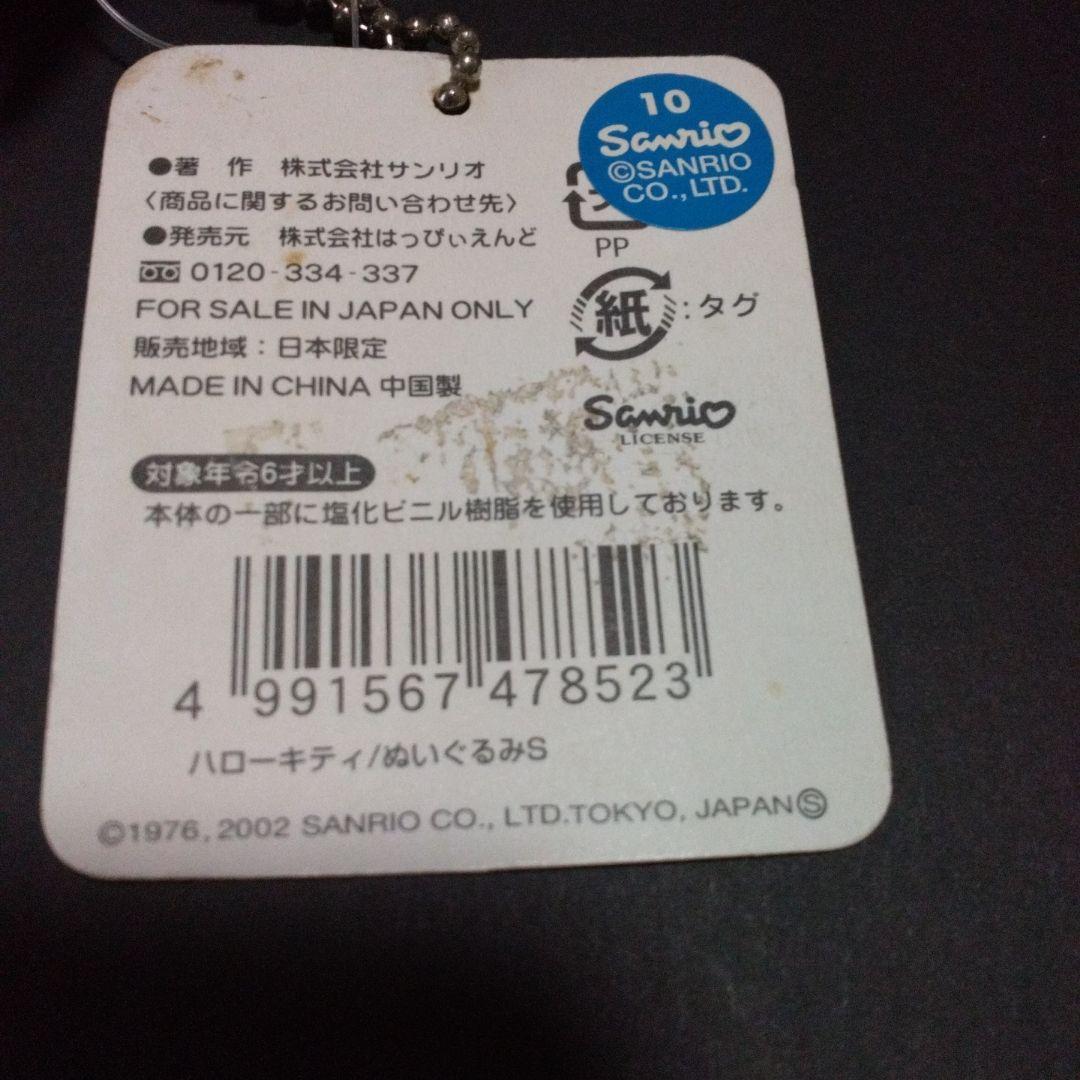 10
Sanrio
©SANRIO
CO.,LTD.
●著 作 株式会社サンリオ
〈商品に関するお問い合わせ先〉
●発売元 株式会社はっぴぃえんど
0120-334-337
FOR SALE IN JAPAN ONLY
販売地域：日本限定
MADE IN CHINA 中国製
PP
紙：タグ
Sanrio
LICENSE
対象年令6才以上
本体の一部に塩化ビニル樹脂を使用しております。
4 991567 478523
ハローキティ/ぬいぐるみS
©1976, 2002 SANRIO CO., LTD.TOKYO, JAPAN Ⓢ